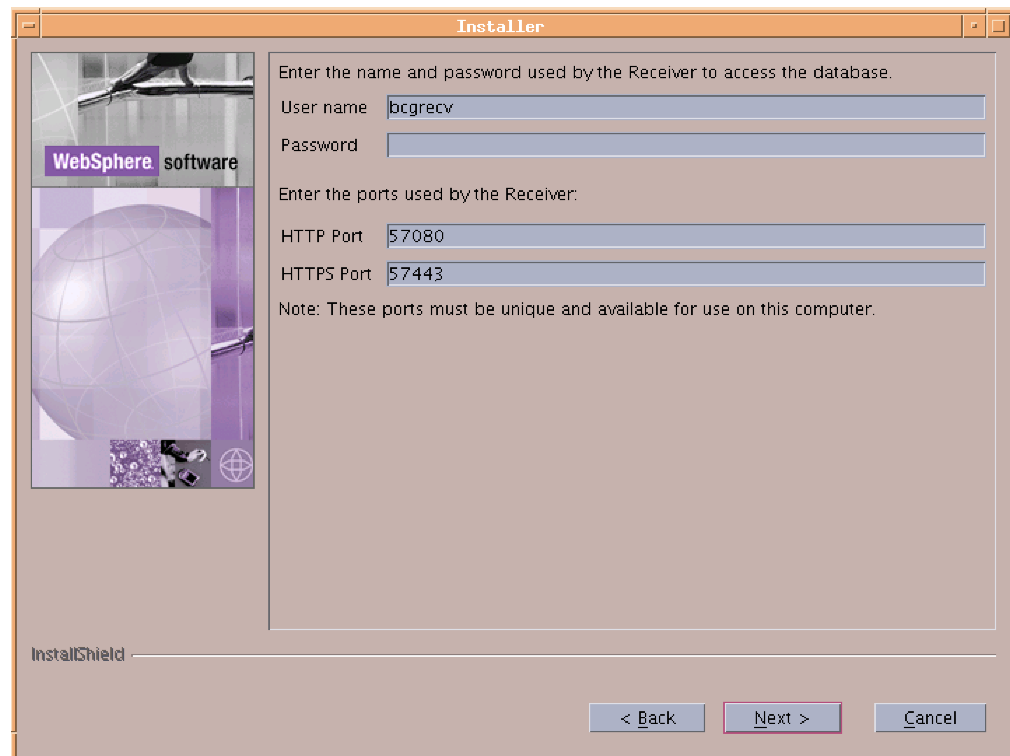 Installer
WebSphere software
Enter the name and password used by the Receiver to access the database.
User name bcgrecv
Password
Enter the ports used by the Receiver:
HTTP Port 57080
HTTPS Port 57443
Note: These ports must be unique and available for use on this computer.
InstallShield
< Back Next > Cancel